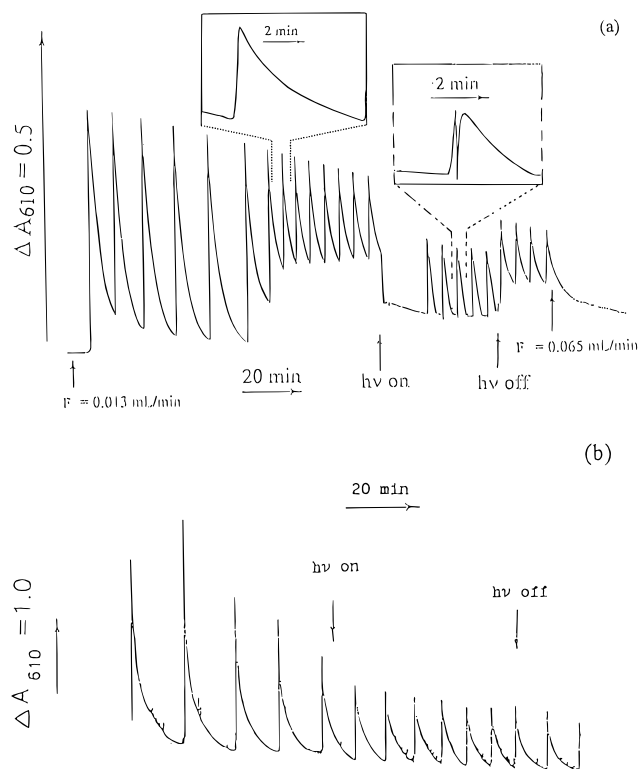 (a)
2 min
2 min
ΔA610 = 0.5
20 min
hν on
hν off
F = 0.013 mL/min
F = 0.065 mL/min
(b)
20 min
hν on
hν off
ΔA610 = 1.0